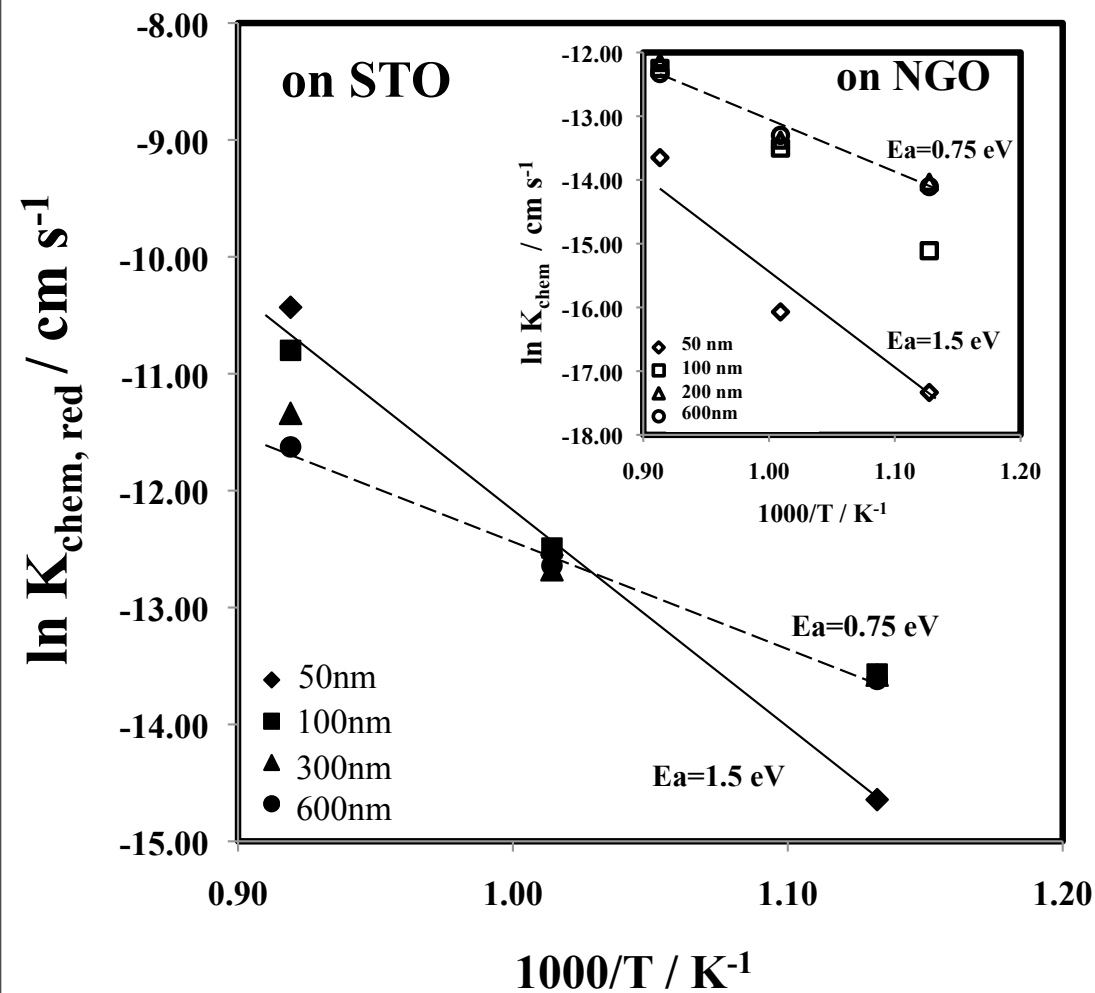 on STO
ln K_chem, red / cm s^-1
-8.00
-9.00
-10.00
-11.00
-12.00
-13.00
-14.00
-15.00
0.90
1.00
1.10
1.20
1000/T / K^-1
50nm
100nm
300nm
600nm
Ea=0.75 eV
Ea=1.5 eV
on NGO
ln K_chem / cm s^-1
-12.00
-13.00
-14.00
-15.00
-16.00
-17.00
-18.00
0.90
1.00
1.10
1.20
1000/T / K^-1
Ea=0.75 eV
Ea=1.5 eV
50 nm
100 nm
200 nm
600nm